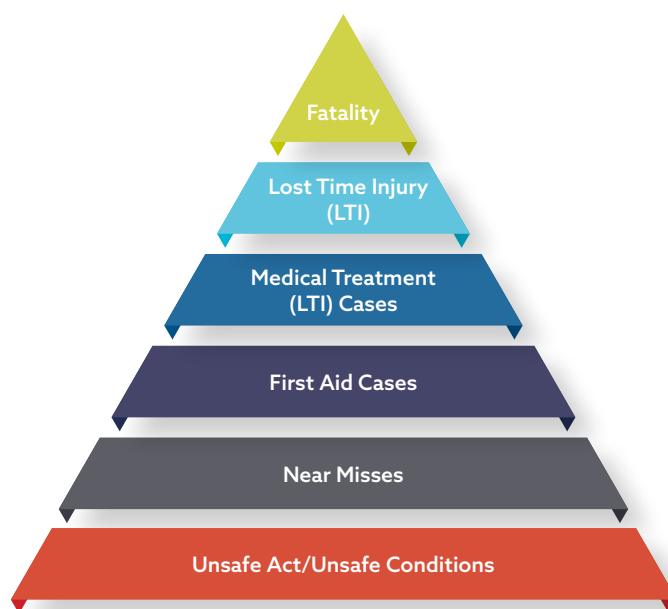 Fatality
Lost Time Injury
(LTI)
Medical Treatment
(LTI) Cases
First Aid Cases
Near Misses
Unsafe Act/Unsafe Conditions